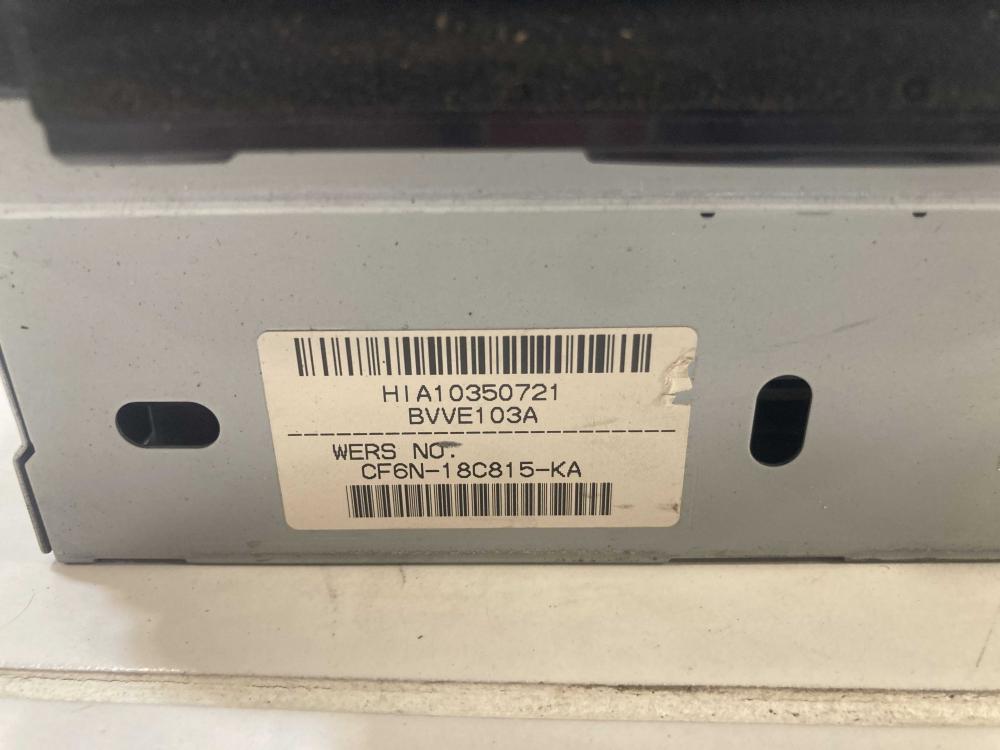 HIA10350721
BVVE103A
WERS NO.
CF6N-18C815-KA